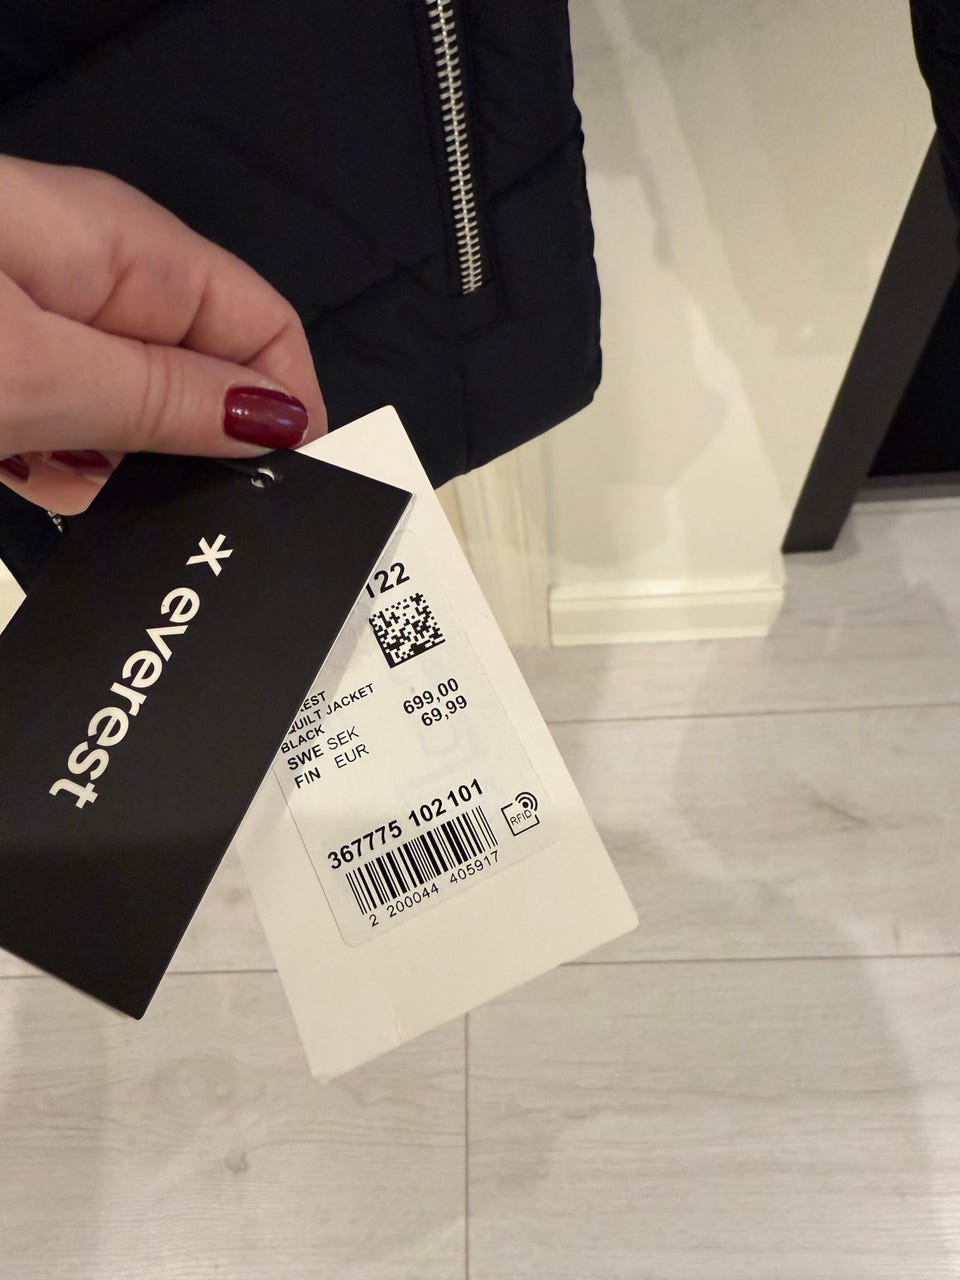 everest
122
QUILT JACKET
BLACK
SWE SEK 699,00
FIN EUR 69,99
367775 102101
2 200044 405917
RFID